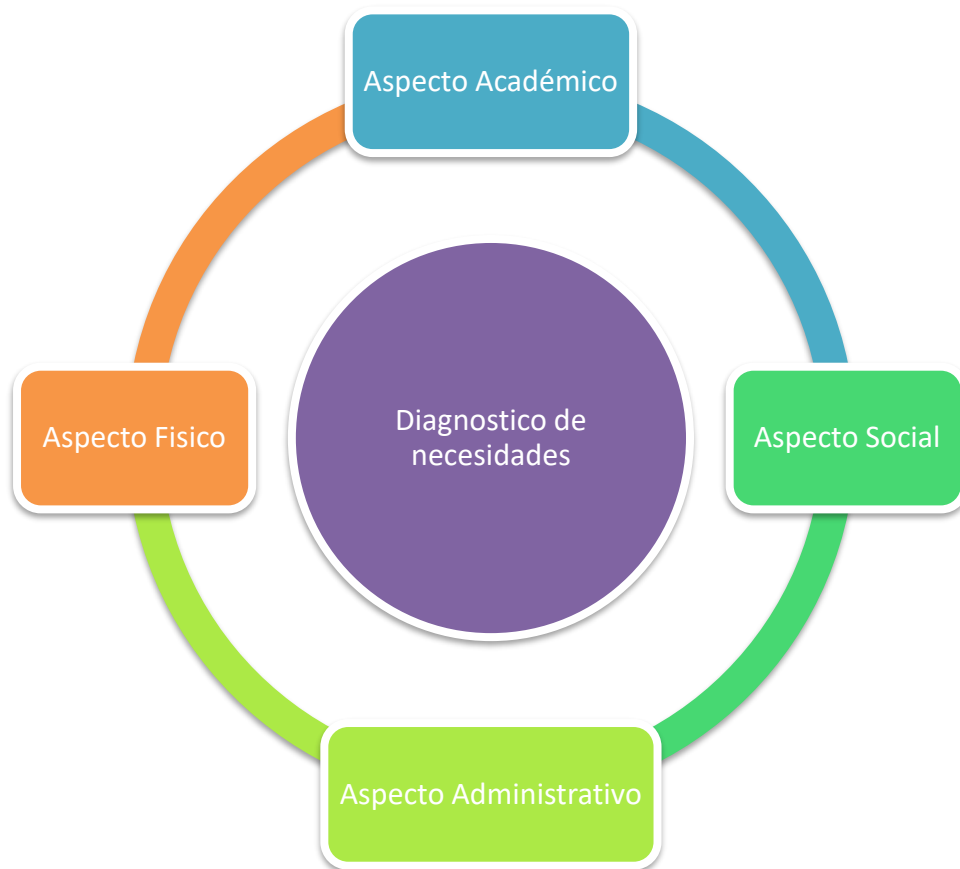 Aspecto Académico
Aspecto Fisico
Diagnostico de
necesidades
Aspecto Social
Aspecto Administrativo